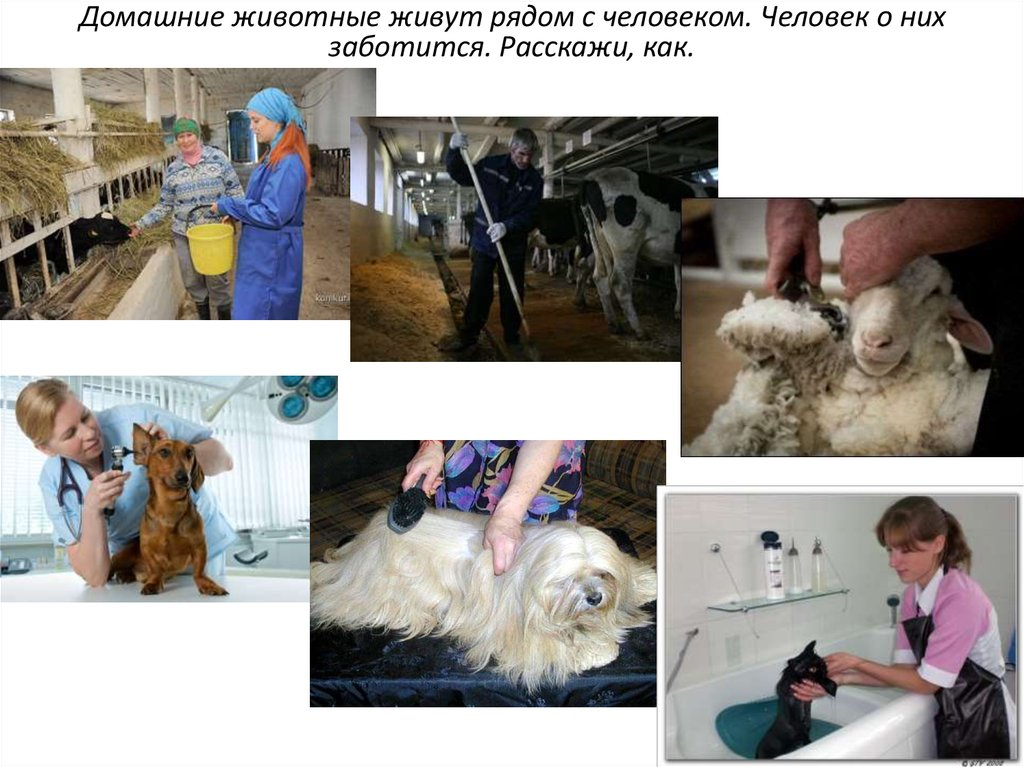 Домашние животные живут рядом с человеком. Человек о них
заботится. Расскажи, как.